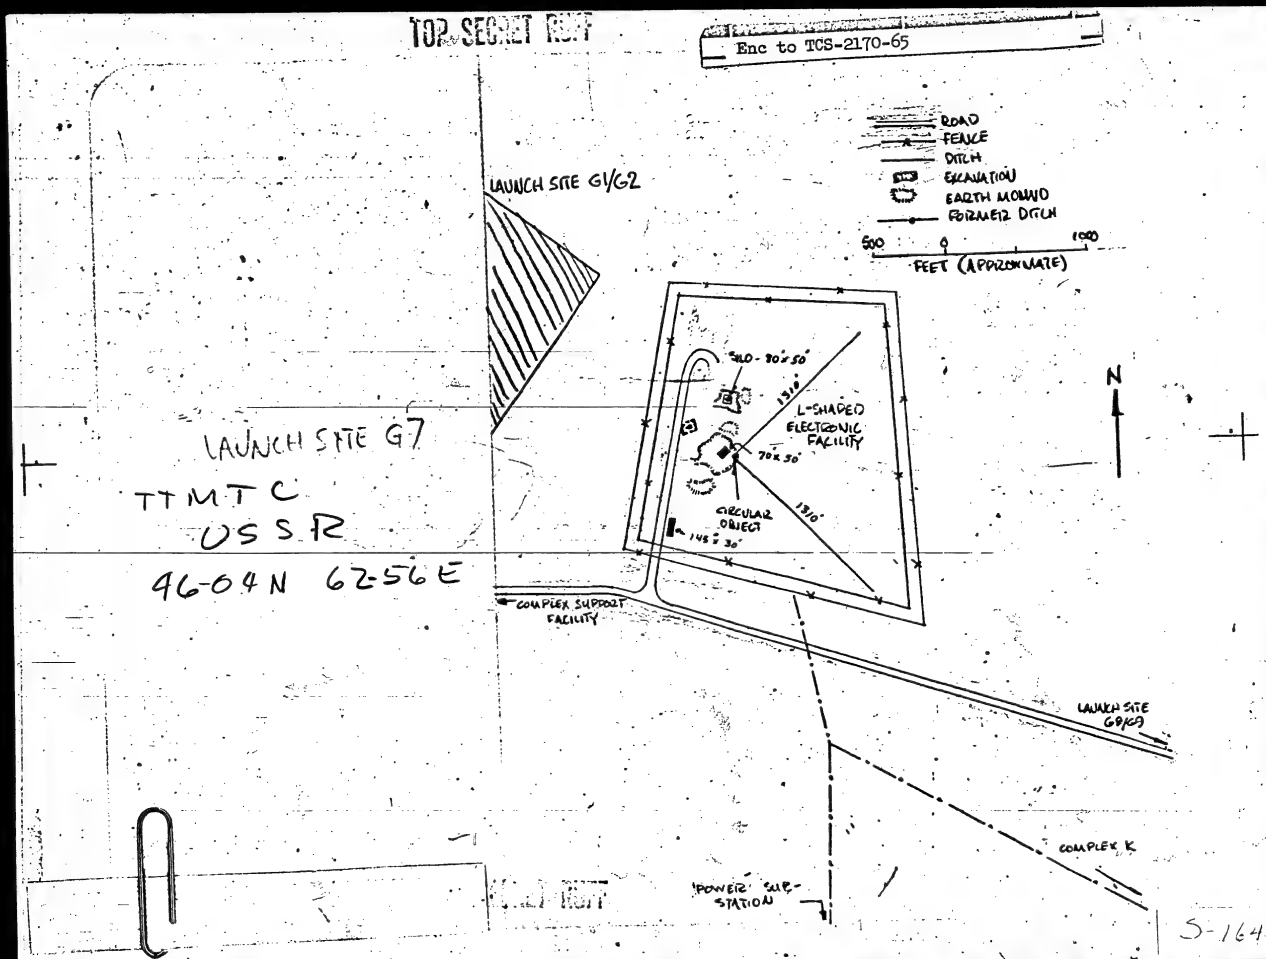 TOP SECRET RUFF
Enc to TCS-2170-65
ROAD
FENCE
DITCH
EXCAVATION
EARTH MOUND
FORMER DITCH
500 0 1000
FEET (APPROXIMATE)
LAUNCH SITE G1/G2
N
SILO - 80' x 50'
1310'
L-SHAPED
ELECTRONIC
FACILITY
70' x 50'
CIRCULAR
OBJECT
1310'
145' x 30'
LAUNCH SITE G7
TTMTC
USSR
46-04N 62-56E
COMPLEX SUPPORT
FACILITY
LAUNCH SITE
G8/G9
COMPLEX K
POWER SUB-
STATION
SECRET RUFF
S-164